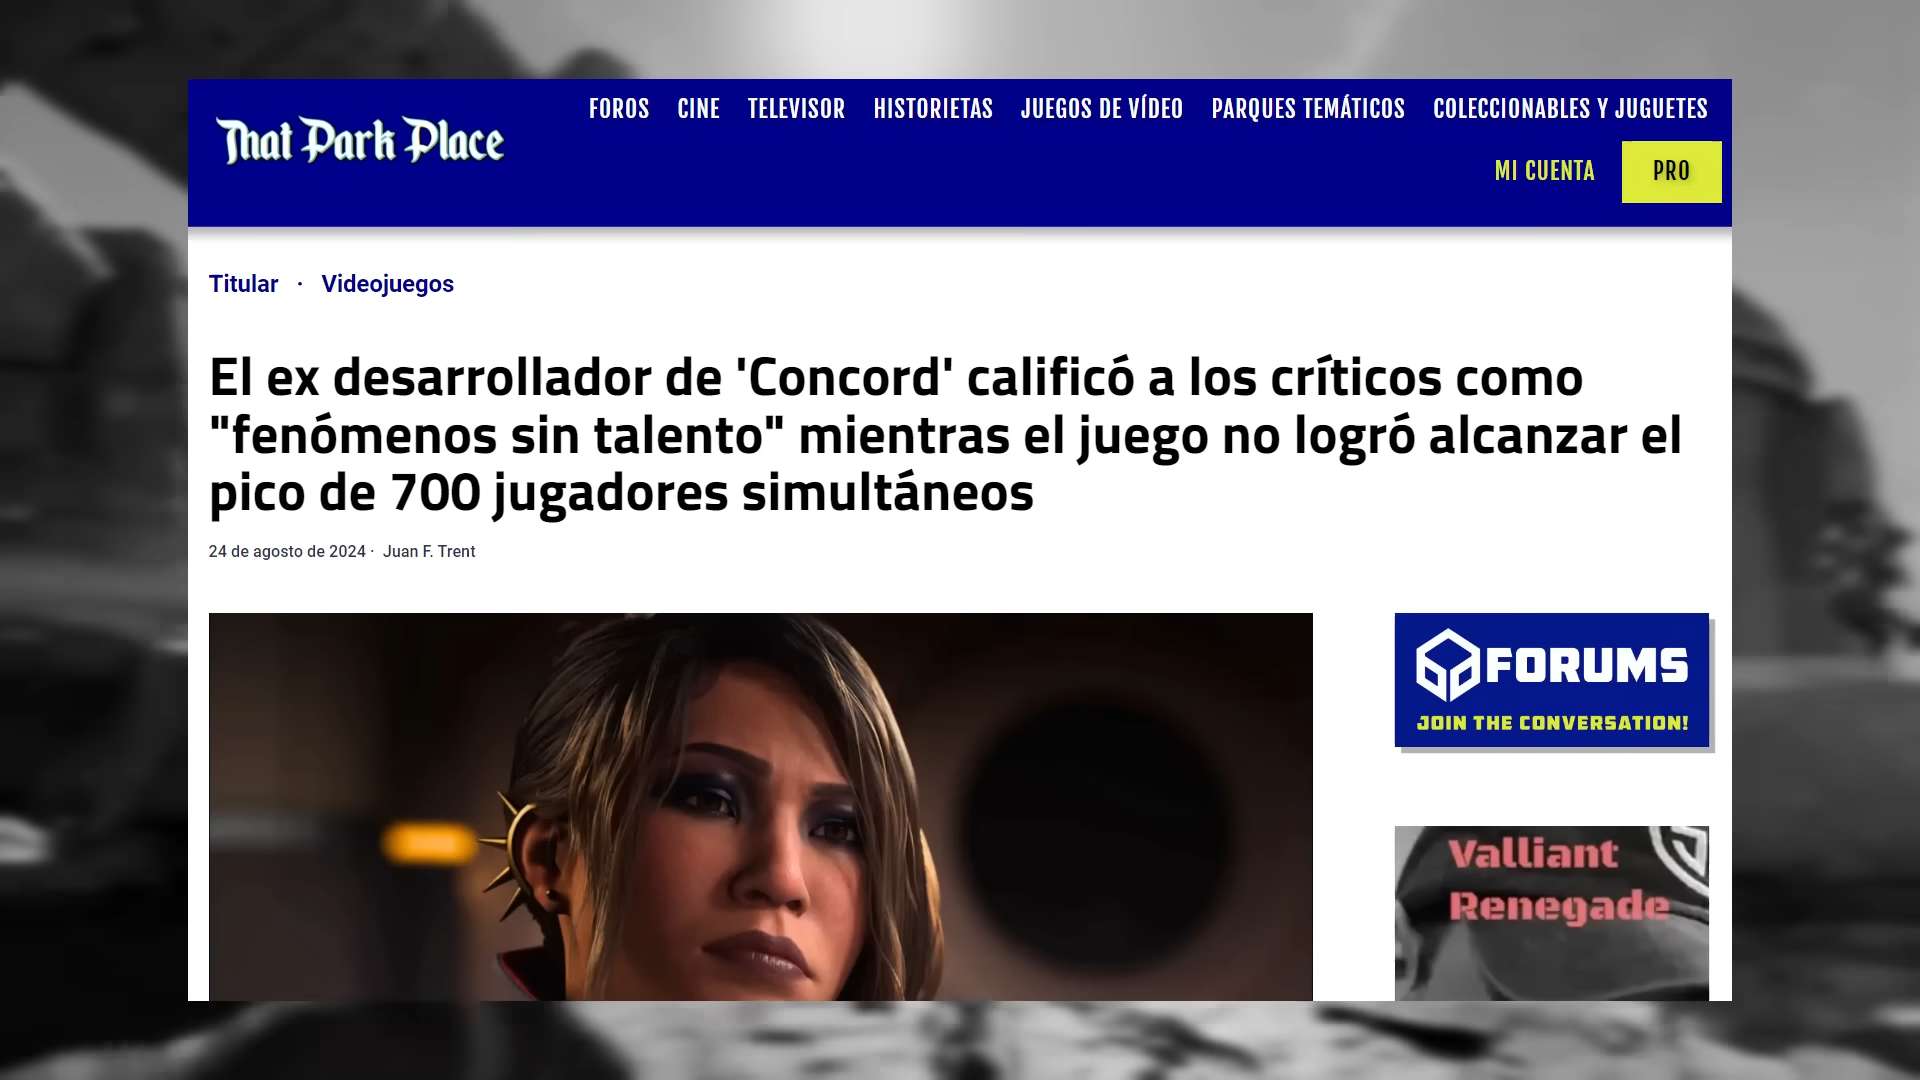 That Park Place
FOROS CINE TELEVISOR HISTORIETAS JUEGOS DE VÍDEO PARQUES TEMÁTICOS COLECCIONABLES Y JUGUETES
MI CUENTA PRO
Titular · Videojuegos
El ex desarrollador de 'Concord' calificó a los críticos como
"fenómenos sin talento" mientras el juego no logró alcanzar el
pico de 700 jugadores simultáneos
24 de agosto de 2024 · Juan F. Trent
FORUMS
JOIN THE CONVERSATION!
Valliant
Renegade